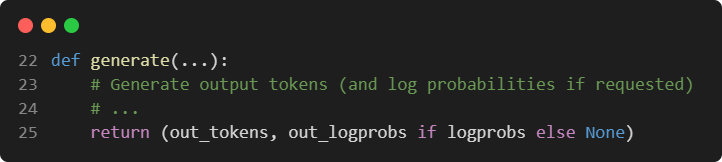 22 def generate(...):
23     # Generate output tokens (and log probabilities if requested)
24     # ...
25     return (out_tokens, out_logprobs if logprobs else None)